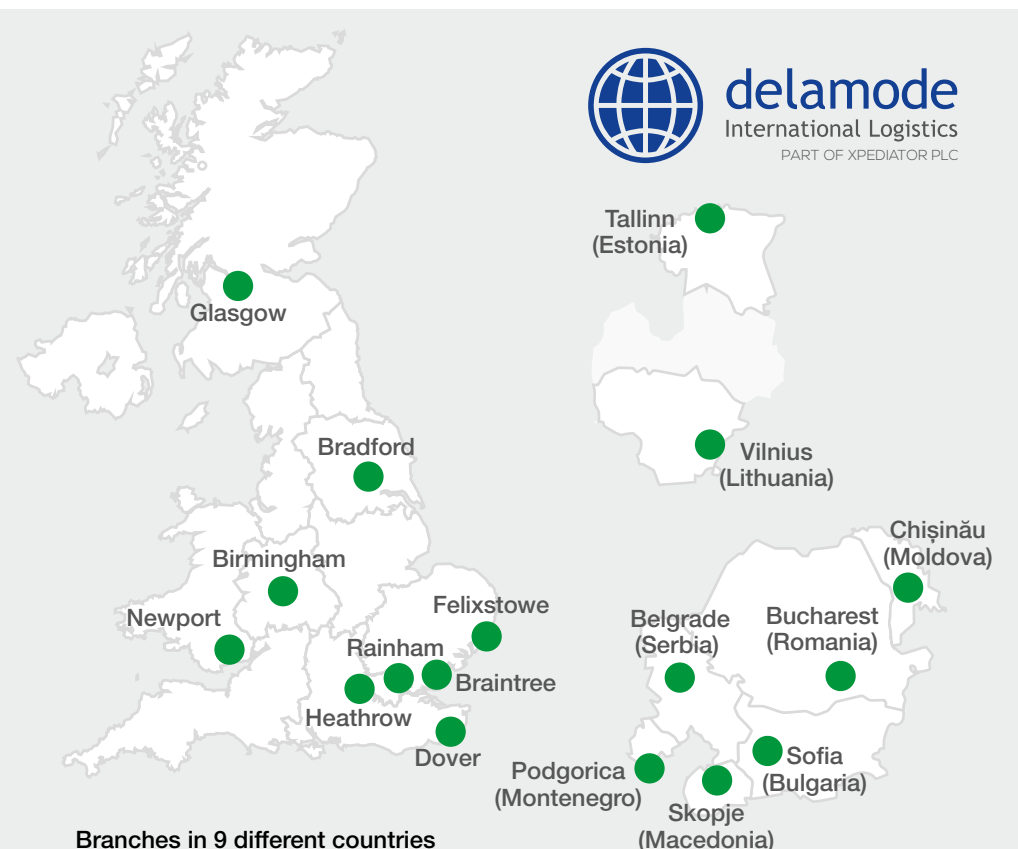 delamode
International Logistics
PART OF XPEDIATOR PLC
Tallinn
(Estonia)
Glasgow
Bradford
Vilnius
(Lithuania)
Birmingham
Chișinău
(Moldova)
Newport
Felixstowe
Belgrade
(Serbia)
Bucharest
(Romania)
Rainham
Braintree
Heathrow
Dover
Podgorica
(Montenegro)
Sofia
(Bulgaria)
Skopje
(Macedonia)
Branches in 9 different countries